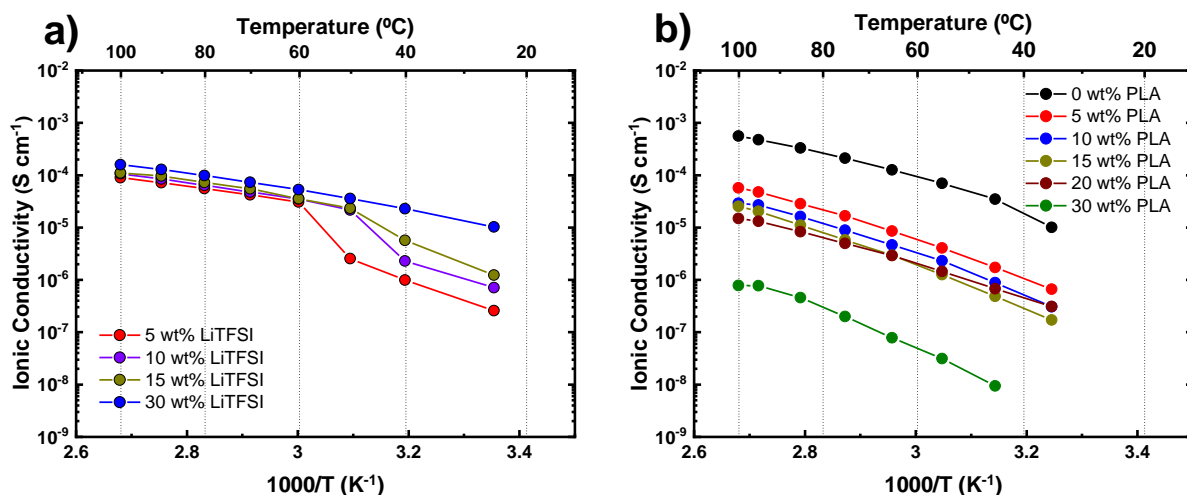 a)
Temperature (ºC)
100 80 60 40 20
10-2
10-3
10-4
10-5
10-6
10-7
10-8
10-9
Ionic Conductivity (S cm-1)
5 wt% LiTFSI
10 wt% LiTFSI
15 wt% LiTFSI
30 wt% LiTFSI
2.6 2.8 3.0 3.2 3.4
1000/T (K-1)
b)
Temperature (ºC)
100 80 60 40 20
10-2
10-3
10-4
10-5
10-6
10-7
10-8
10-9
Ionic Conductivity (S cm-1)
0 wt% PLA
5 wt% PLA
10 wt% PLA
15 wt% PLA
20 wt% PLA
30 wt% PLA
2.6 2.8 3.0 3.2 3.4
1000/T (K-1)